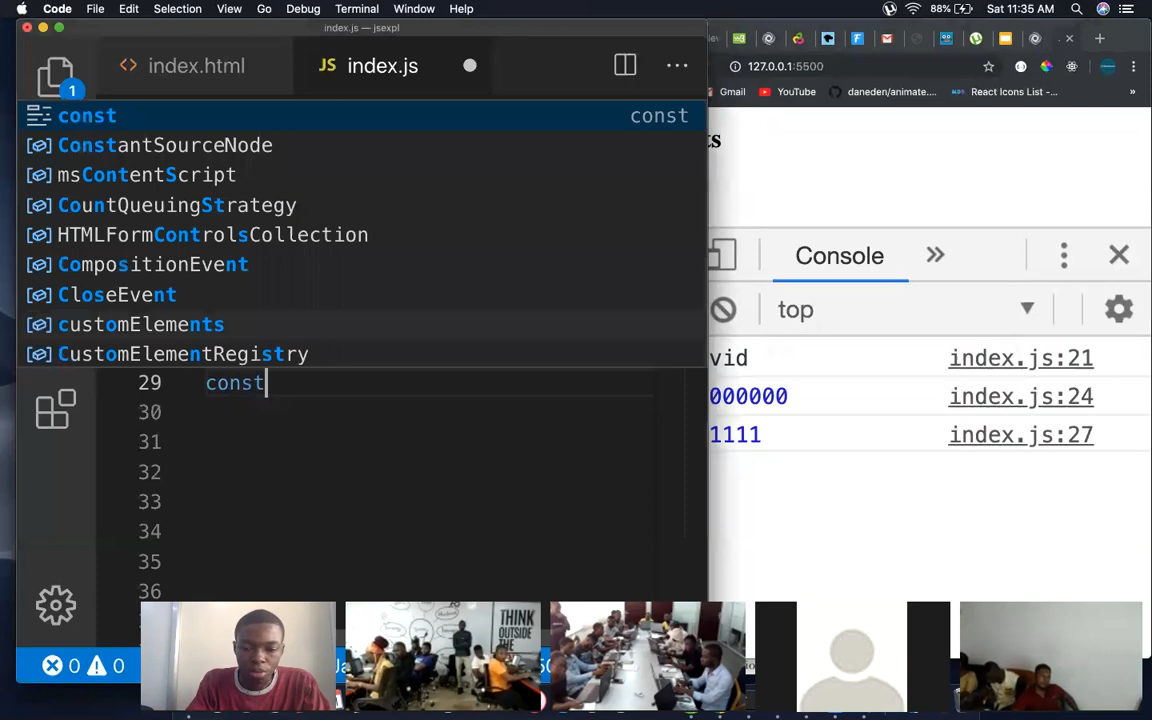 Code File Edit Selection View Go Debug Terminal Window Help 88% Sat 11:35 AM
index.js — jsexpl
index.html JS index.js
127.0.0.1:5500
1
Gmail YouTube daneden/animate.... React Icons List -... »
const const
ConstantSourceNode
msContentScript
CountQueuingStrategy
HTMLFormControlsCollection
CompositionEvent
CloseEvent
customElements
CustomElementRegistry
29 const
30
31
32
33
34
35
36
0 0
ts
Console »
top
vid index.js:21
000000 index.js:24
1111 index.js:27
THINK
OUTSIDE
THE